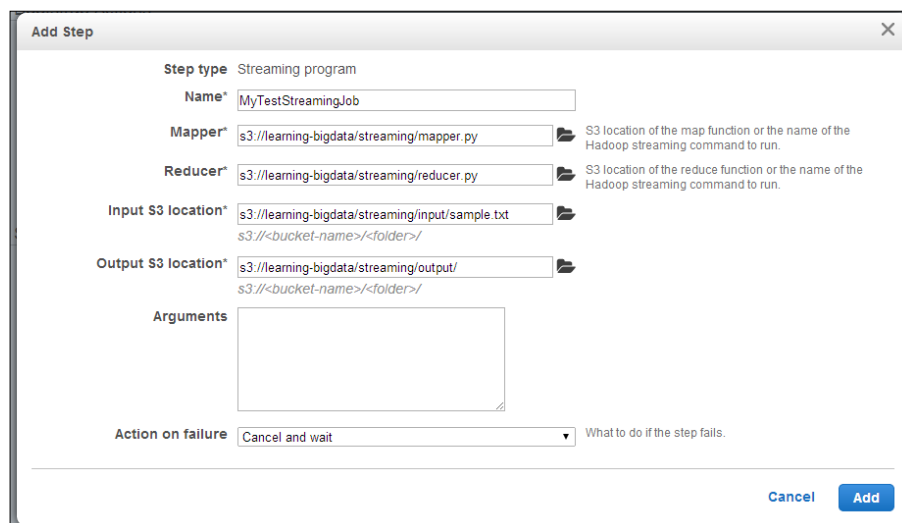 Add Step
Step type Streaming program
Name* MyTestStreamingJob
Mapper* s3://learning-bigdata/streaming/mapper.py S3 location of the map function or the name of the
Hadoop streaming command to run.
Reducer* s3://learning-bigdata/streaming/reducer.py S3 location of the reduce function or the name of the
Hadoop streaming command to run.
Input S3 location* s3://learning-bigdata/streaming/input/sample.txt
s3://<bucket-name>/<folder>/
Output S3 location* s3://learning-bigdata/streaming/output/
s3://<bucket-name>/<folder>/
Arguments
Action on failure Cancel and wait What to do if the step fails.
Cancel Add